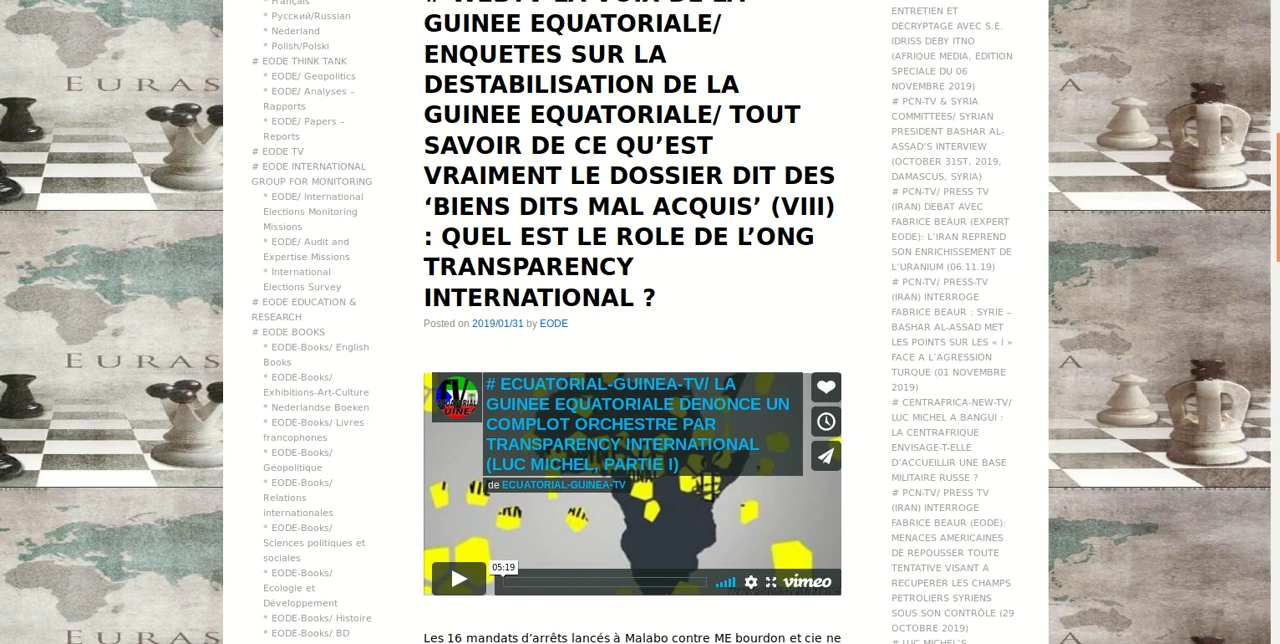 * Français
* Русский/Russian
* Nederland
* Polish/Polski
# EODE THINK TANK
* EODE/ Geopolitics
* EODE/ Analyses –
Rapports
* EODE/ Papers –
Reports
# EODE TV
# EODE INTERNATIONAL
GROUP FOR MONITORING
* EODE/ International
Elections Monitoring
Missions
* EODE/ Audit and
Expertise Missions
* International
Elections Survey
# EODE EDUCATION &
RESEARCH
# EODE BOOKS
* EODE-Books/ English
Books
* EODE-Books/
Exhibitions-Art-Culture
* Nederlandse Boeken
* EODE-Books/ Livres
francophones
* EODE-Books/
Géopolitique
* EODE-Books/
Relations
internationales
* EODE-Books/
Sciences politiques et
sociales
* EODE-Books/
Ecologie et
Développement
* EODE-Books/ Histoire
* EODE-Books/ BD
# WEBTV LA VOIX DE LA
GUINEE EQUATORIALE/
ENQUETES SUR LA
DESTABILISATION DE LA
GUINEE EQUATORIALE/ TOUT
SAVOIR DE CE QU’EST
VRAIMENT LE DOSSIER DIT DES
‘BIENS DITS MAL ACQUIS’ (VIII)
: QUEL EST LE ROLE DE L’ONG
TRANSPARENCY
INTERNATIONAL ?
Posted on 2019/01/31 by EODE
# ECUATORIAL-GUINEA-TV/ LA
GUINEE EQUATORIALE DENONCE UN
COMPLOT ORCHESTRE PAR
TRANSPARENCY INTERNATIONAL
(LUC MICHEL, PARTIE I)
de ECUATORIAL-GUINEA-TV
05:19
vimeo
Les 16 mandats d’arrêts lancés à Malabo contre ME bourdon et cie ne
ENTRETIEN ET
DECRYPTAGE AVEC S.E.
IDRISS DEBY ITNO
(AFRIQUE MEDIA, EDITION
SPECIALE DU 06
NOVEMBRE 2019)
# PCN-TV & SYRIA
COMMITTEES/ SYRIAN
PRESIDENT BASHAR AL-
ASSAD’S INTERVIEW
(OCTOBER 31ST, 2019,
DAMASCUS, SYRIA)
# PCN-TV/ PRESS TV
(IRAN) DEBAT AVEC
FABRICE BEAUR (EXPERT
EODE): L’IRAN REPREND
SON ENRICHISSEMENT DE
L’URANIUM (06.11.19)
# PCN-TV/ PRESS-TV
(IRAN) INTERROGE
FABRICE BEAUR : SYRIE –
BASHAR AL-ASSAD MET
LES POINTS SUR LES « I »
FACE A L’AGRESSION
TURQUE (01 NOVEMBRE
2019)
# CENTRAFRICA-NEW-TV/
LUC MICHEL A BANGUI :
LA CENTRAFRIQUE
ENVISAGE-T-ELLE
D’ACCUEILLIR UNE BASE
MILITAIRE RUSSE ?
# PCN-TV/ PRESS TV
(IRAN) INTERROGE
FABRICE BEAUR (EODE):
MENACES AMERICAINES
DE REPOUSSER TOUTE
TENTATIVE VISANT A
RECUPERER LES CHAMPS
PETROLIERS SYRIENS
SOUS SON CONTRÔLE (29
OCTOBRE 2019)
# LUC MICHEL’S
EURAS
EURAS
A
A